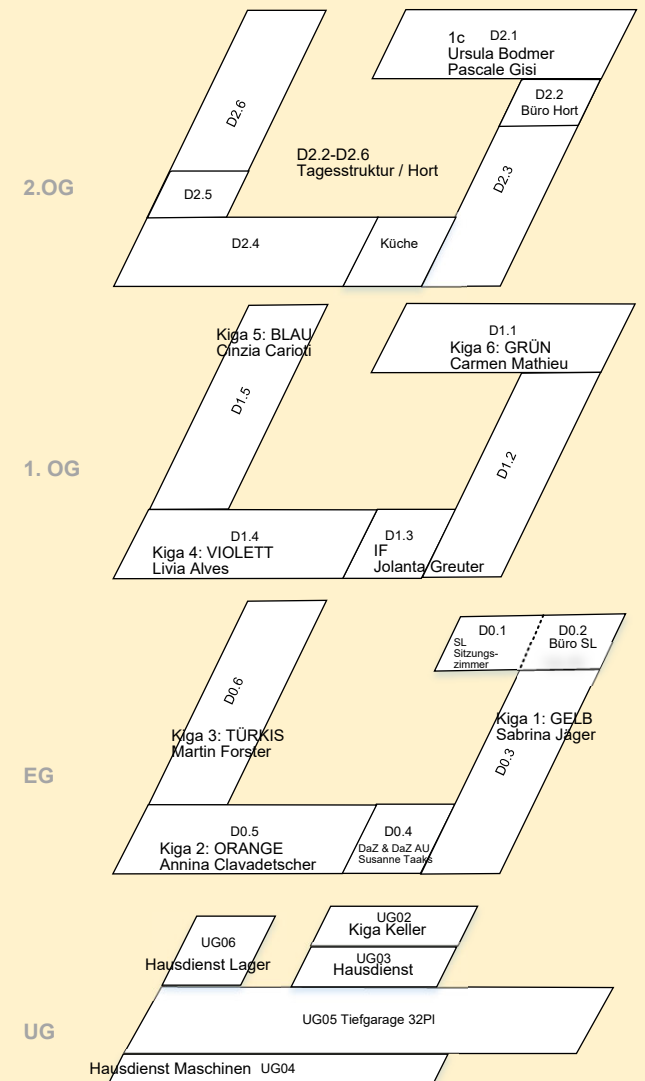 1c D2.1
Ursula Bodmer
Pascale Gisi
D2.2
Büro Hort
D2.6
D2.2-D2.6
Tagesstruktur / Hort
D2.3
2.OG
D2.5
D2.4
Küche
Kiga 5: BLAU
Cinzia Carioti
D1.1
Kiga 6: GRÜN
Carmen Mathieu
D1.5
D1.2
1. OG
D1.4
Kiga 4: VIOLETT
Livia Alves
D1.3
IF
Jolanta Greuter
D0.1
SL
Sitzungs-
zimmer
D0.2
Büro SL
D0.6
Kiga 3: TÜRKIS
Martin Forster
Kiga 1: GELB
Sabrina Jäger
D0.3
EG
D0.5
Kiga 2: ORANGE
Annina Clavadetscher
D0.4
DaZ & DaZ AU
Susanne Taaks
UG02
Kiga Keller
UG06
Hausdienst Lager
UG03
Hausdienst
UG05 Tiefgarage 32Pl
UG
Hausdienst Maschinen UG04